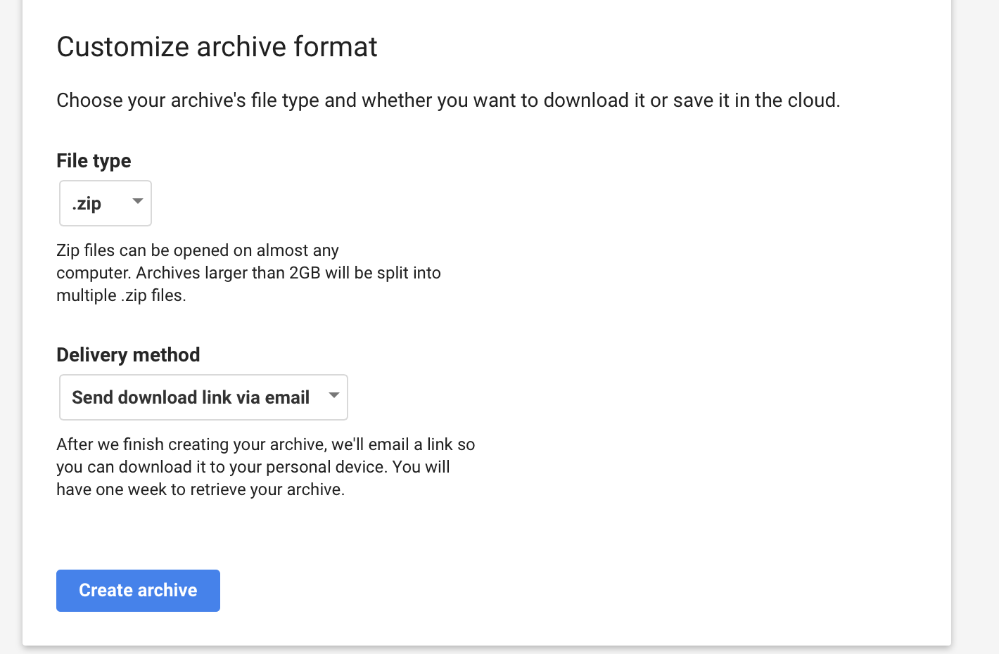 Customize archive format
Choose your archive's file type and whether you want to download it or save it in the cloud.
File type
.zip
Zip files can be opened on almost any
computer. Archives larger than 2GB will be split into
multiple .zip files.
Delivery method
Send download link via email
After we finish creating your archive, we'll email a link so
you can download it to your personal device. You will
have one week to retrieve your archive.
Create archive